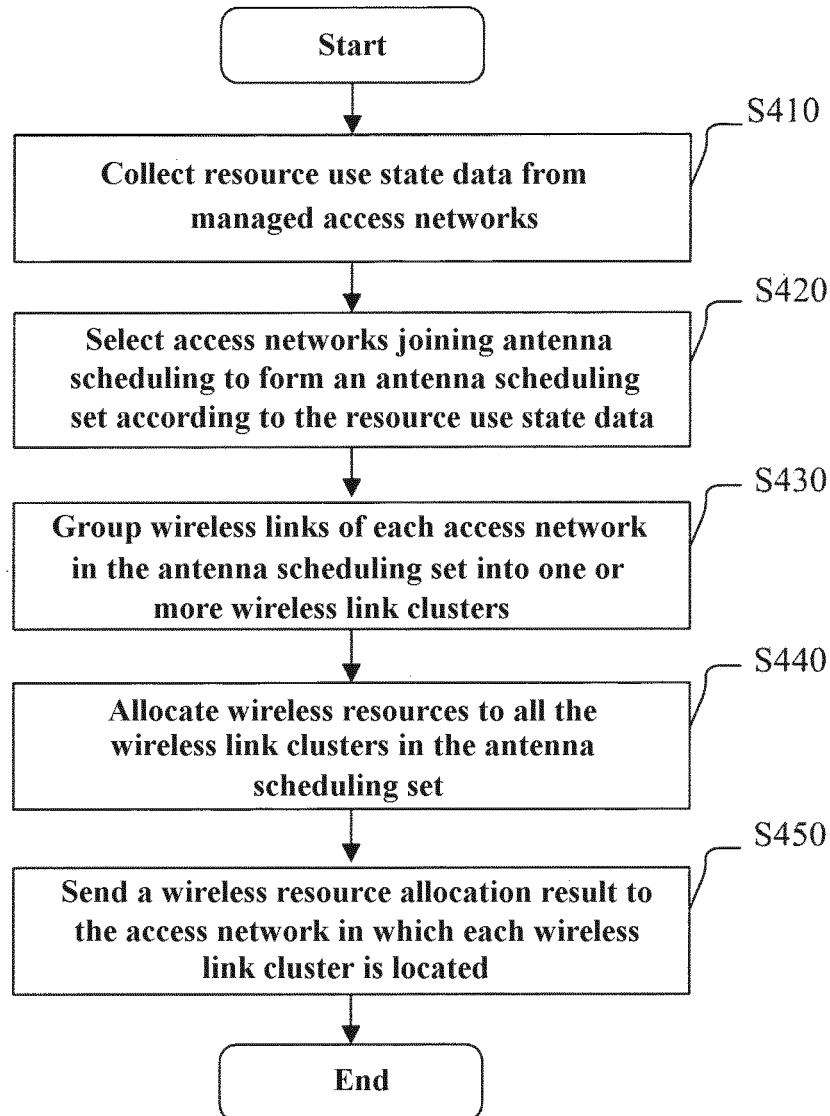 Start
S410
Collect resource use state data from
managed access networks
S420
Select access networks joining antenna
scheduling to form an antenna scheduling
set according to the resource use state data
S430
Group wireless links of each access network
in the antenna scheduling set into one or
more wireless link clusters
S440
Allocate wireless resources to all the
wireless link clusters in the antenna
scheduling set
S450
Send a wireless resource allocation result to
the access network in which each wireless
link cluster is located
End